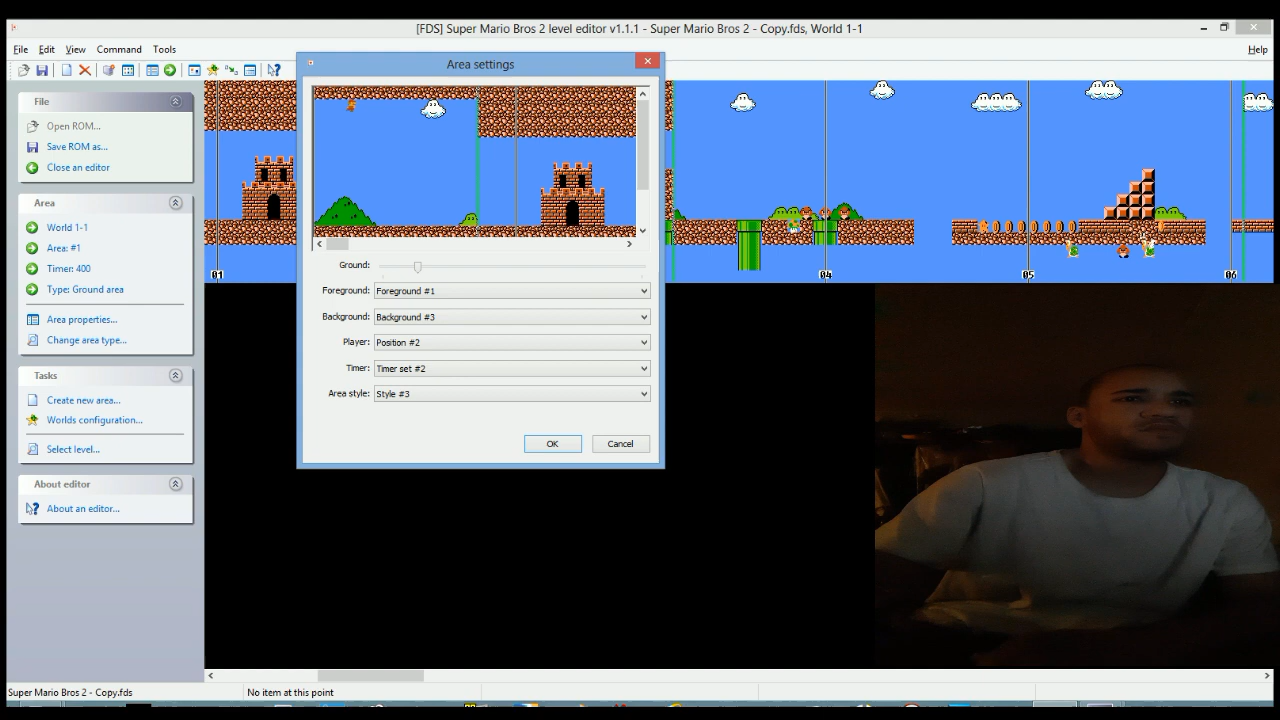 [FDS] Super Mario Bros 2 level editor v1.1.1 - Super Mario Bros 2 - Copy.fds, World 1-1
File Edit View Command Tools Help
File
Open ROM...
Save ROM as...
Close an editor
Area
World 1-1
Area: #1
Timer: 400
Type: Ground area
Area properties...
Change area type...
Tasks
Create new area...
Worlds configuration...
Select level...
About editor
About an editor...
Area settings
Ground:
Foreground: Foreground #1
Background: Background #3
Player: Position #2
Timer: Timer set #2
Area style: Style #3
OK Cancel
01 04 05 06
Super Mario Bros 2 - Copy.fds No item at this point